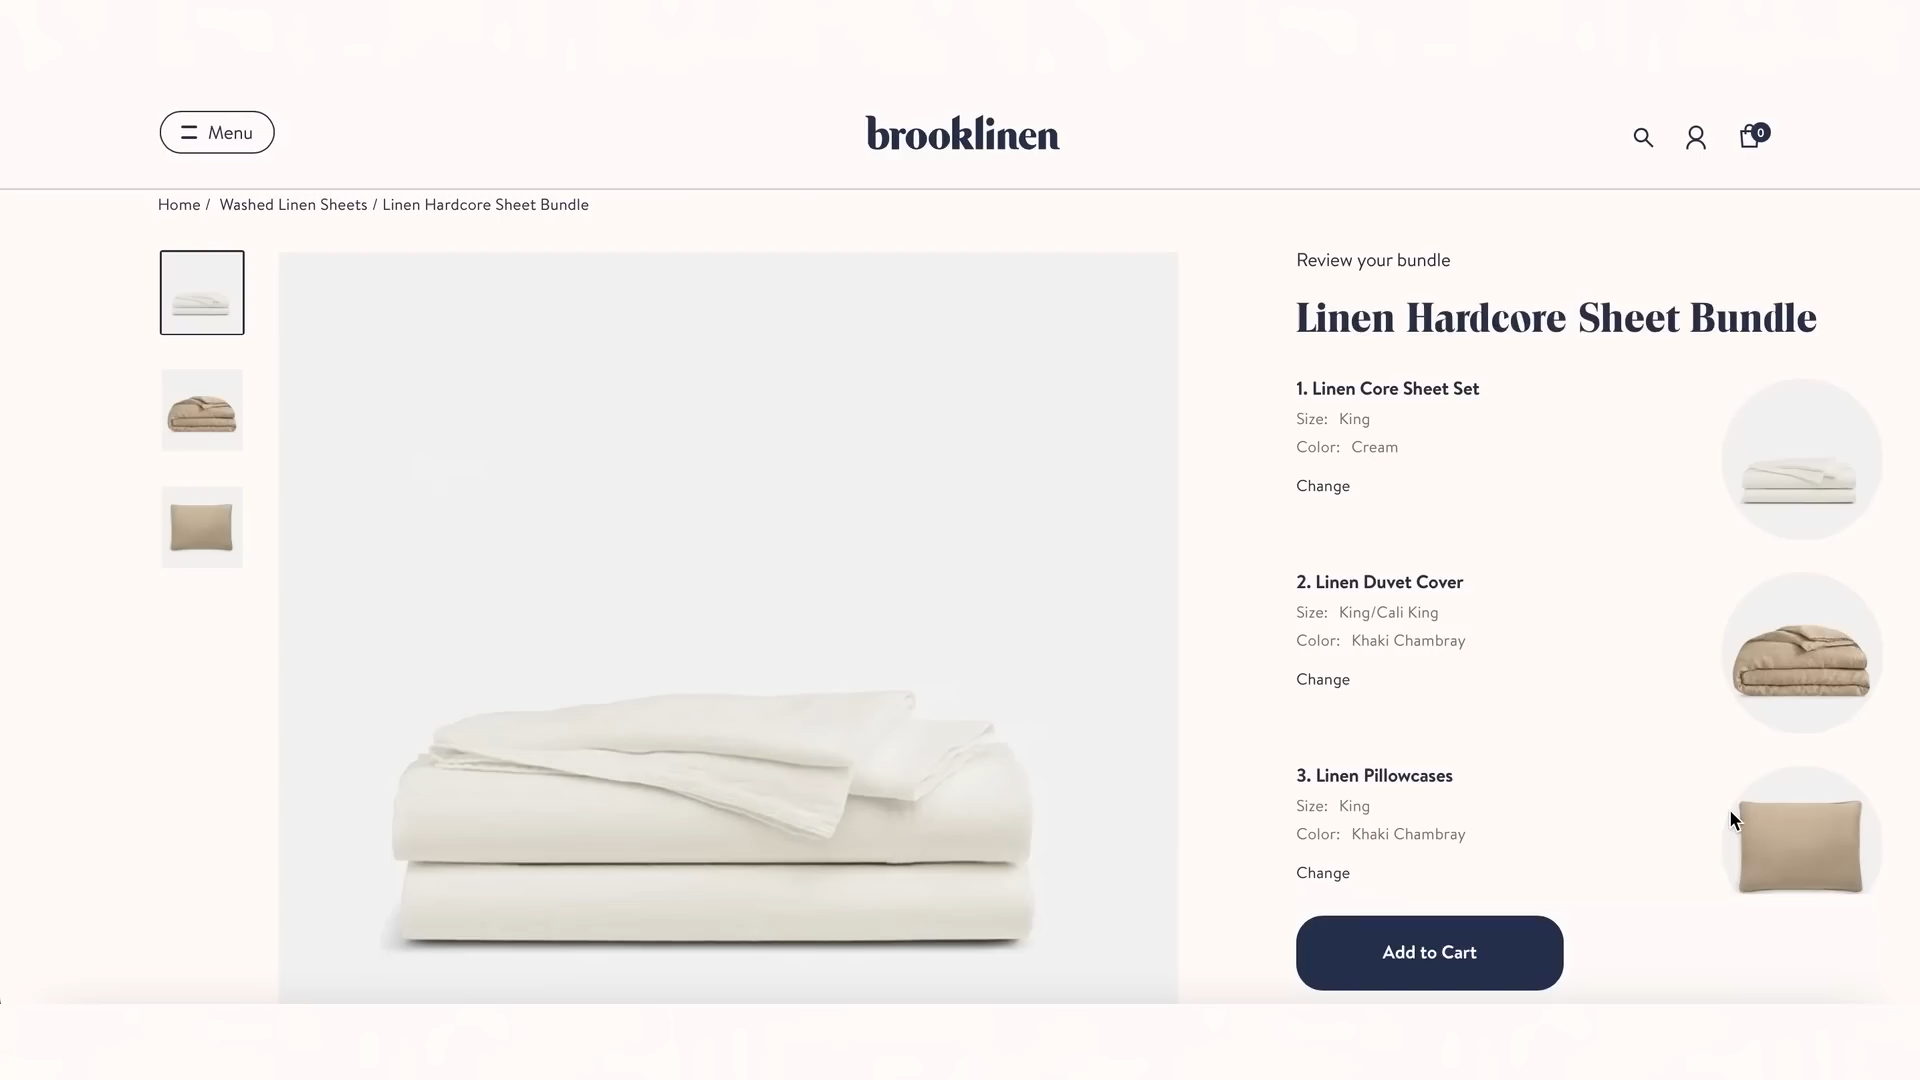 Menu
brooklinen
0
Home / Washed Linen Sheets / Linen Hardcore Sheet Bundle
Review your bundle
Linen Hardcore Sheet Bundle
1. Linen Core Sheet Set
Size: King
Color: Cream
Change
2. Linen Duvet Cover
Size: King/Cali King
Color: Khaki Chambray
Change
3. Linen Pillowcases
Size: King
Color: Khaki Chambray
Change
Add to Cart